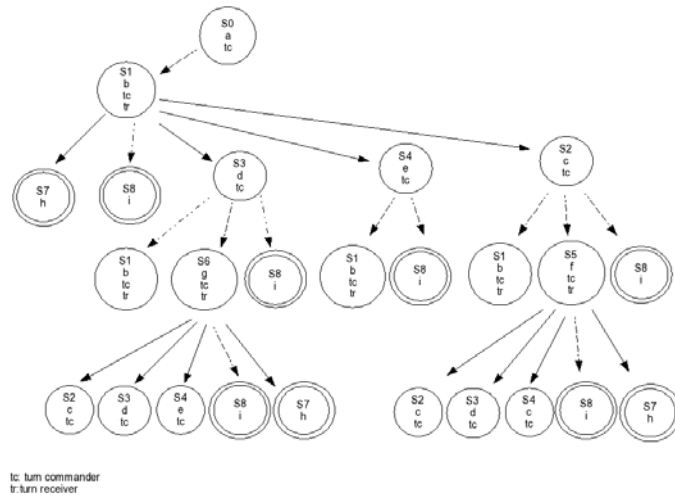 S0
a
tc
S1
b
tc
tr
S7
h
S8
i
S3
d
tc
S4
e
tc
S2
c
tc
S1
b
tc
tr
S6
g
tc
tr
S8
i
S1
b
tc
tr
S8
i
S1
b
tc
tr
S5
f
tc
tr
S8
i
S2
c
tc
S3
d
tc
S4
e
tc
S8
i
S7
h
S2
c
tc
S3
d
tc
S4
c
tc
S8
i
S7
h
tc: turn commander
tr:turn receiver